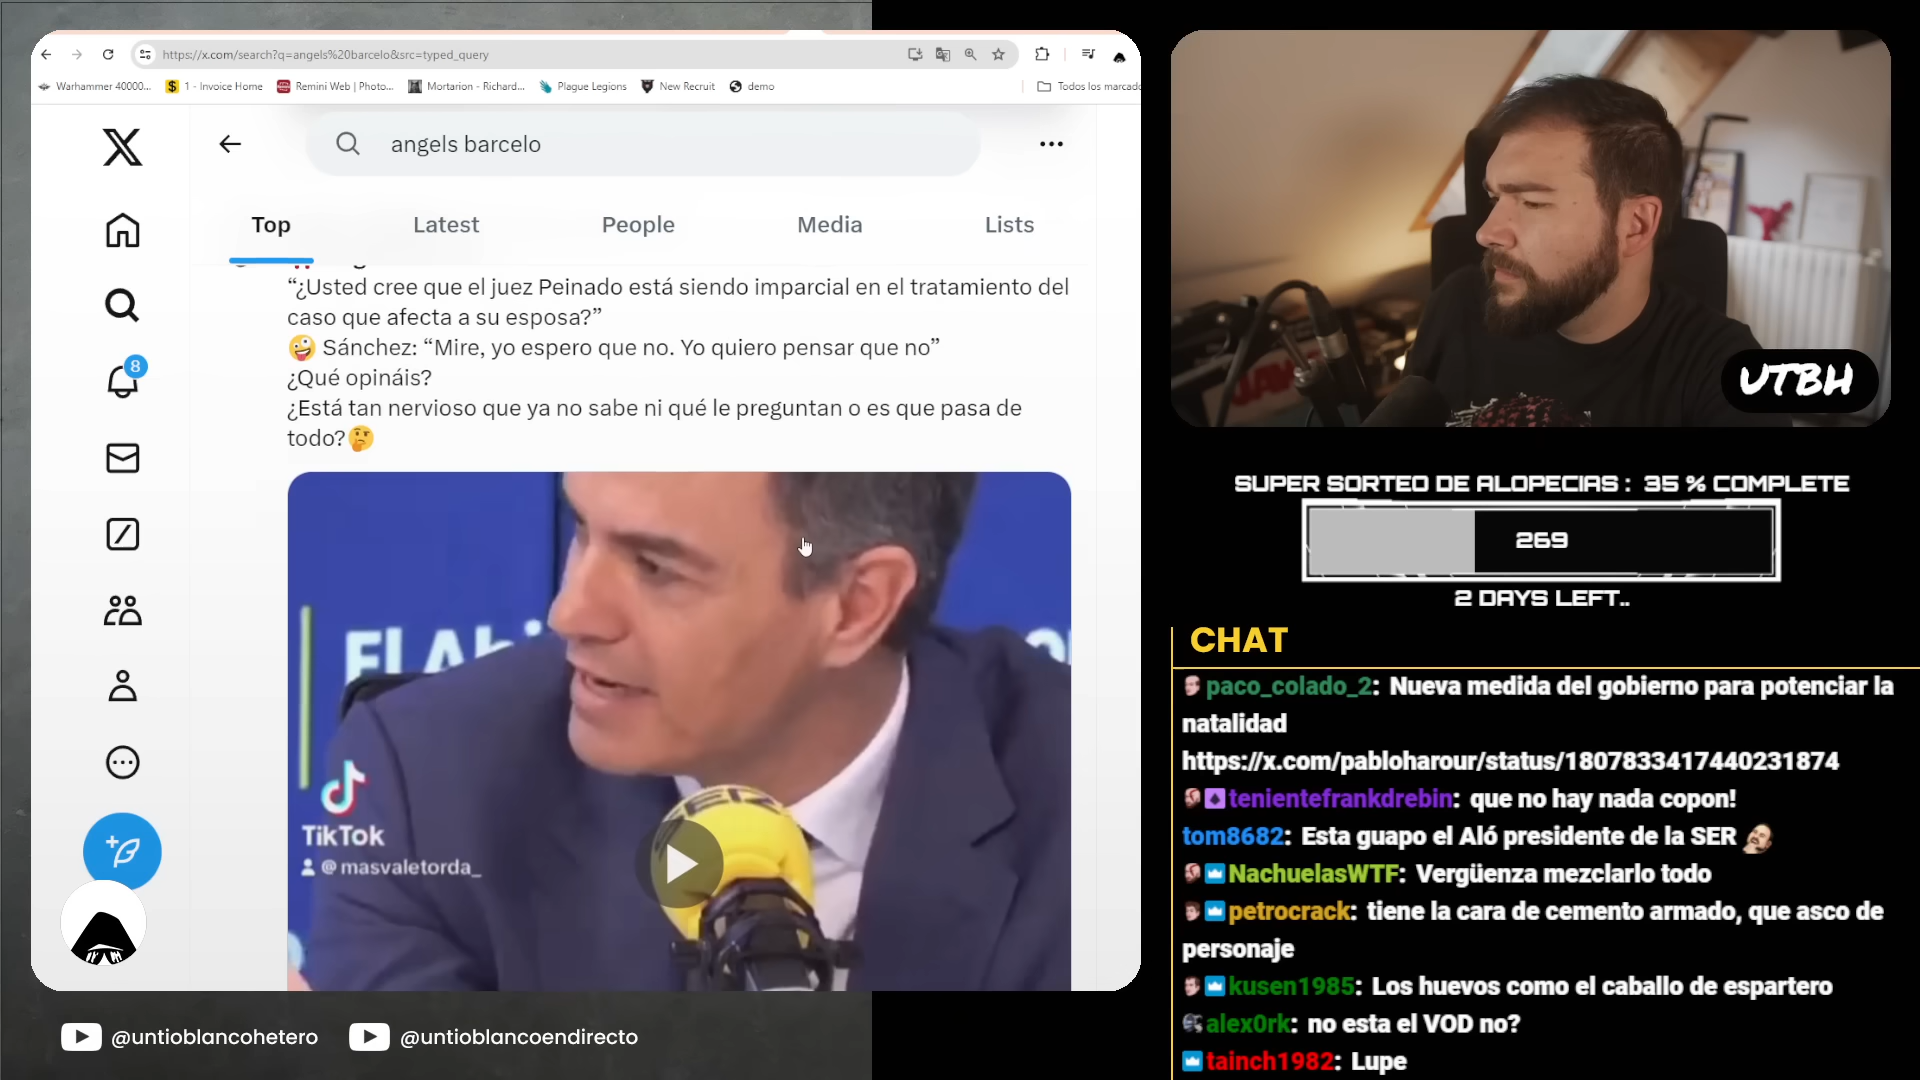 https://x.com/search?q=angels%20barcelo&src=typed_query
Warhammer 40000...
1 - Invoice Home
Remini Web | Photo...
Mortarion - Richard...
Plague Legions
New Recruit
demo
Todos los marcado
angels barcelo
Top
Latest
People
Media
Lists
“¿Usted cree que el juez Peinado está siendo imparcial en el tratamiento del
caso que afecta a su esposa?”
Sánchez: “Mire, yo espero que no. Yo quiero pensar que no”
¿Qué opináis?
¿Está tan nervioso que ya no sabe ni qué le preguntan o es que pasa de
todo?
8
TikTok
@masvaletorda_
@untioblancohetero
@untioblancoendirecto
UTBH
SUPER SORTEO DE ALOPECIAS : 35 % COMPLETE
269
2 DAYS LEFT..
CHAT
paco_colado_2: Nueva medida del gobierno para potenciar la
natalidad
https://x.com/pabloharour/status/1807833417440231874
tenientefrankdrebin: que no hay nada copon!
tom8682: Esta guapo el Aló presidente de la SER
NachuelasWTF: Vergüenza mezclarlo todo
petrocrack: tiene la cara de cemento armado, que asco de
personaje
kusen1985: Los huevos como el caballo de espartero
alex0rk: no esta el VOD no?
tainch1982: Lupe